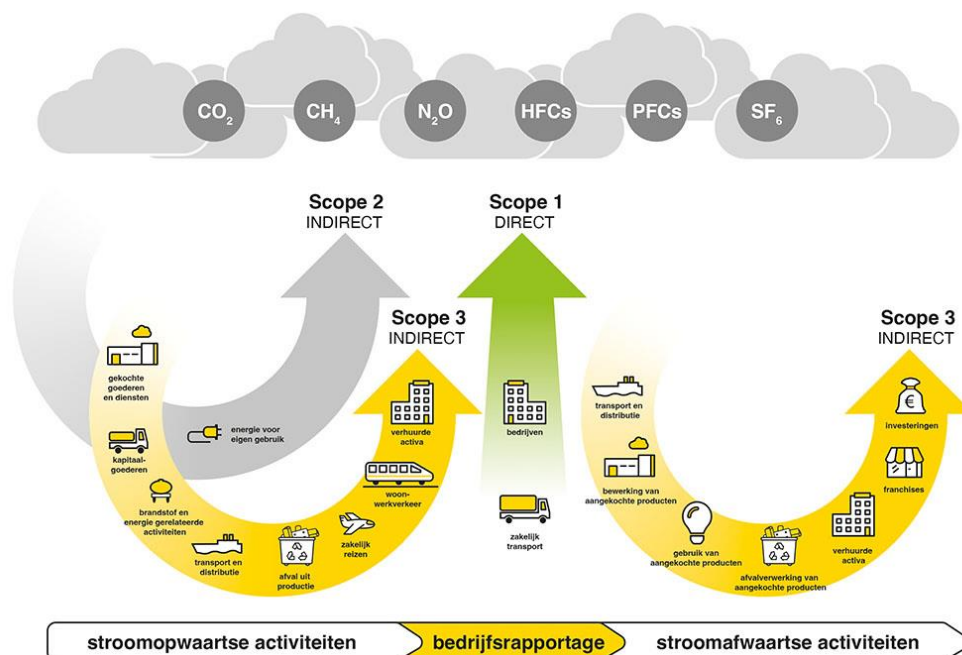 CO₂
CH₄
N₂O
HFCs
PFCs
SF₆
Scope 2
INDIRECT
Scope 1
DIRECT
Scope 3
INDIRECT
Scope 3
INDIRECT
gekochte
goederen
en diensten
kapitaal-
goederen
brandstof en
energie gerelateerde
activiteiten
transport en
distributie
afval uit
productie
zakelijk
reizen
woon-
werkverkeer
verhuurde
activa
energie voor
eigen gebruik
bedrijven
zakelijk
transport
transport en
distributie
bewerking van
aangekochte producten
gebruik van
aangekochte producten
afvalverwerking van
aangekochte producten
verhuurde
activa
franchises
€
investeringen
stroomopwaartse activiteiten
bedrijfsrapportage
stroomafwaartse activiteiten